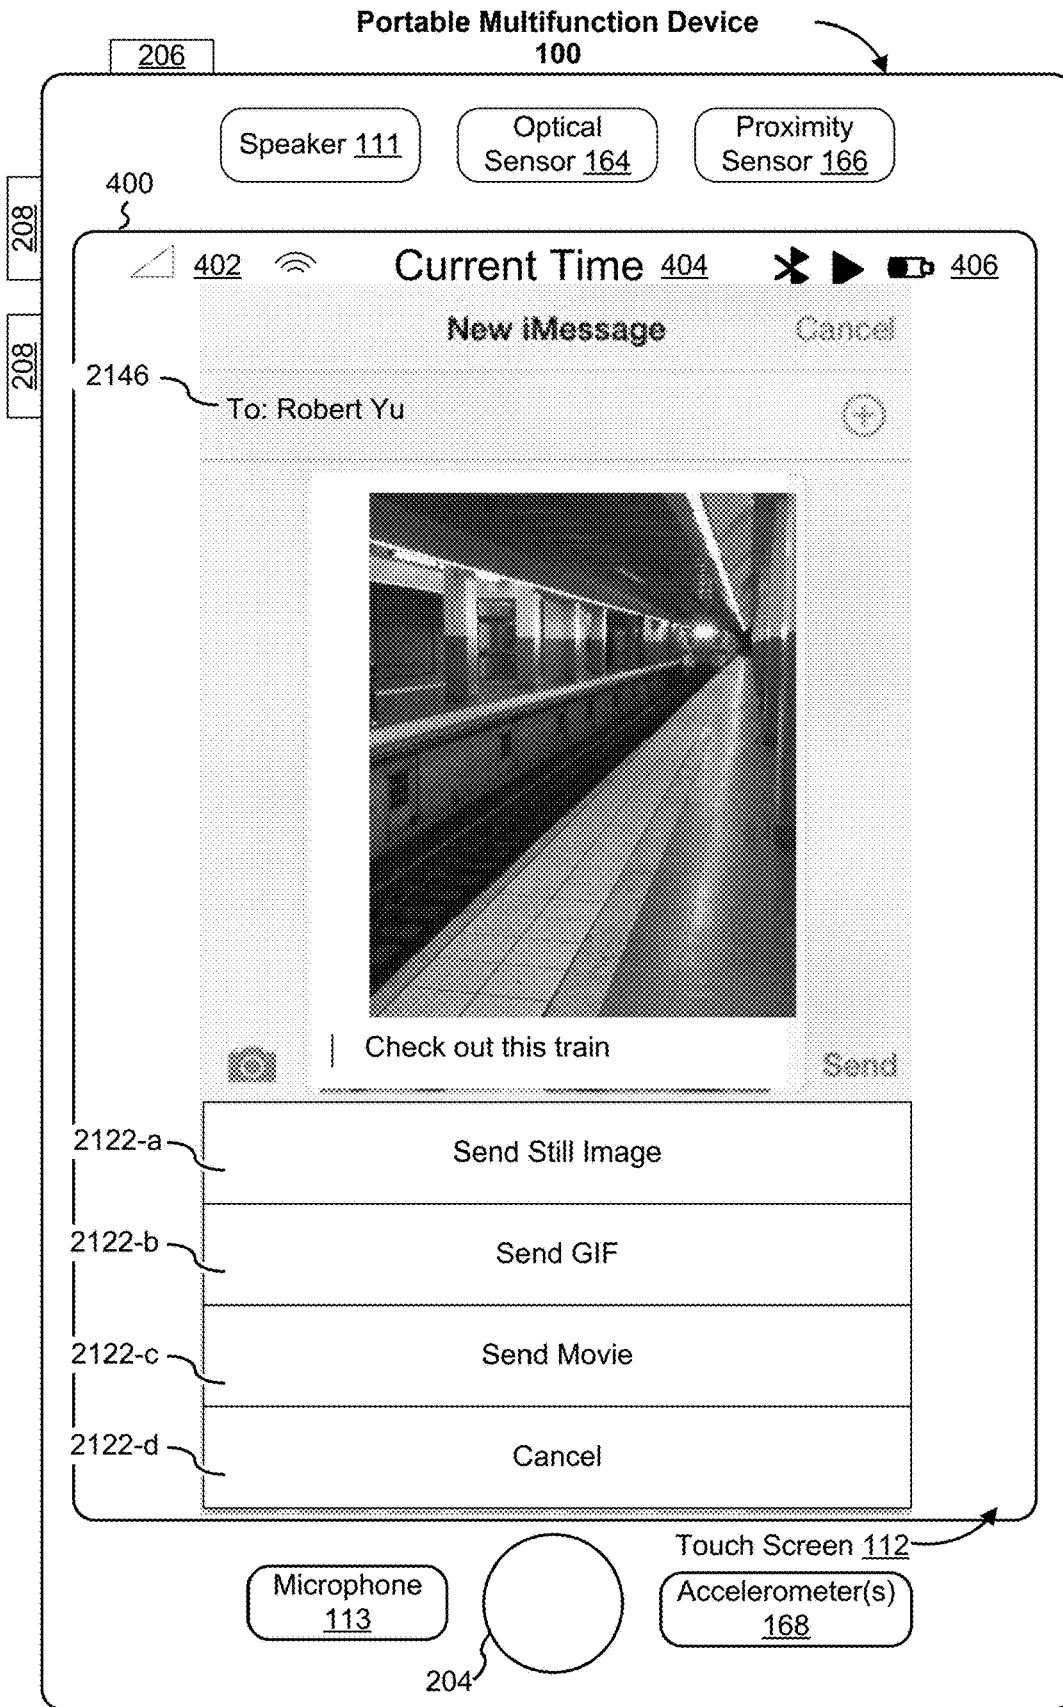 Portable Multifunction Device
100
206
Speaker 111
Optical
Sensor 164
Proximity
Sensor 166
208
400
402
Current Time 404
406
New iMessage
Cancel
208
2146
To: Robert Yu
Check out this train
Send
2122-a
Send Still Image
2122-b
Send GIF
2122-c
Send Movie
2122-d
Cancel
Touch Screen 112
Microphone
113
Accelerometer(s)
168
204